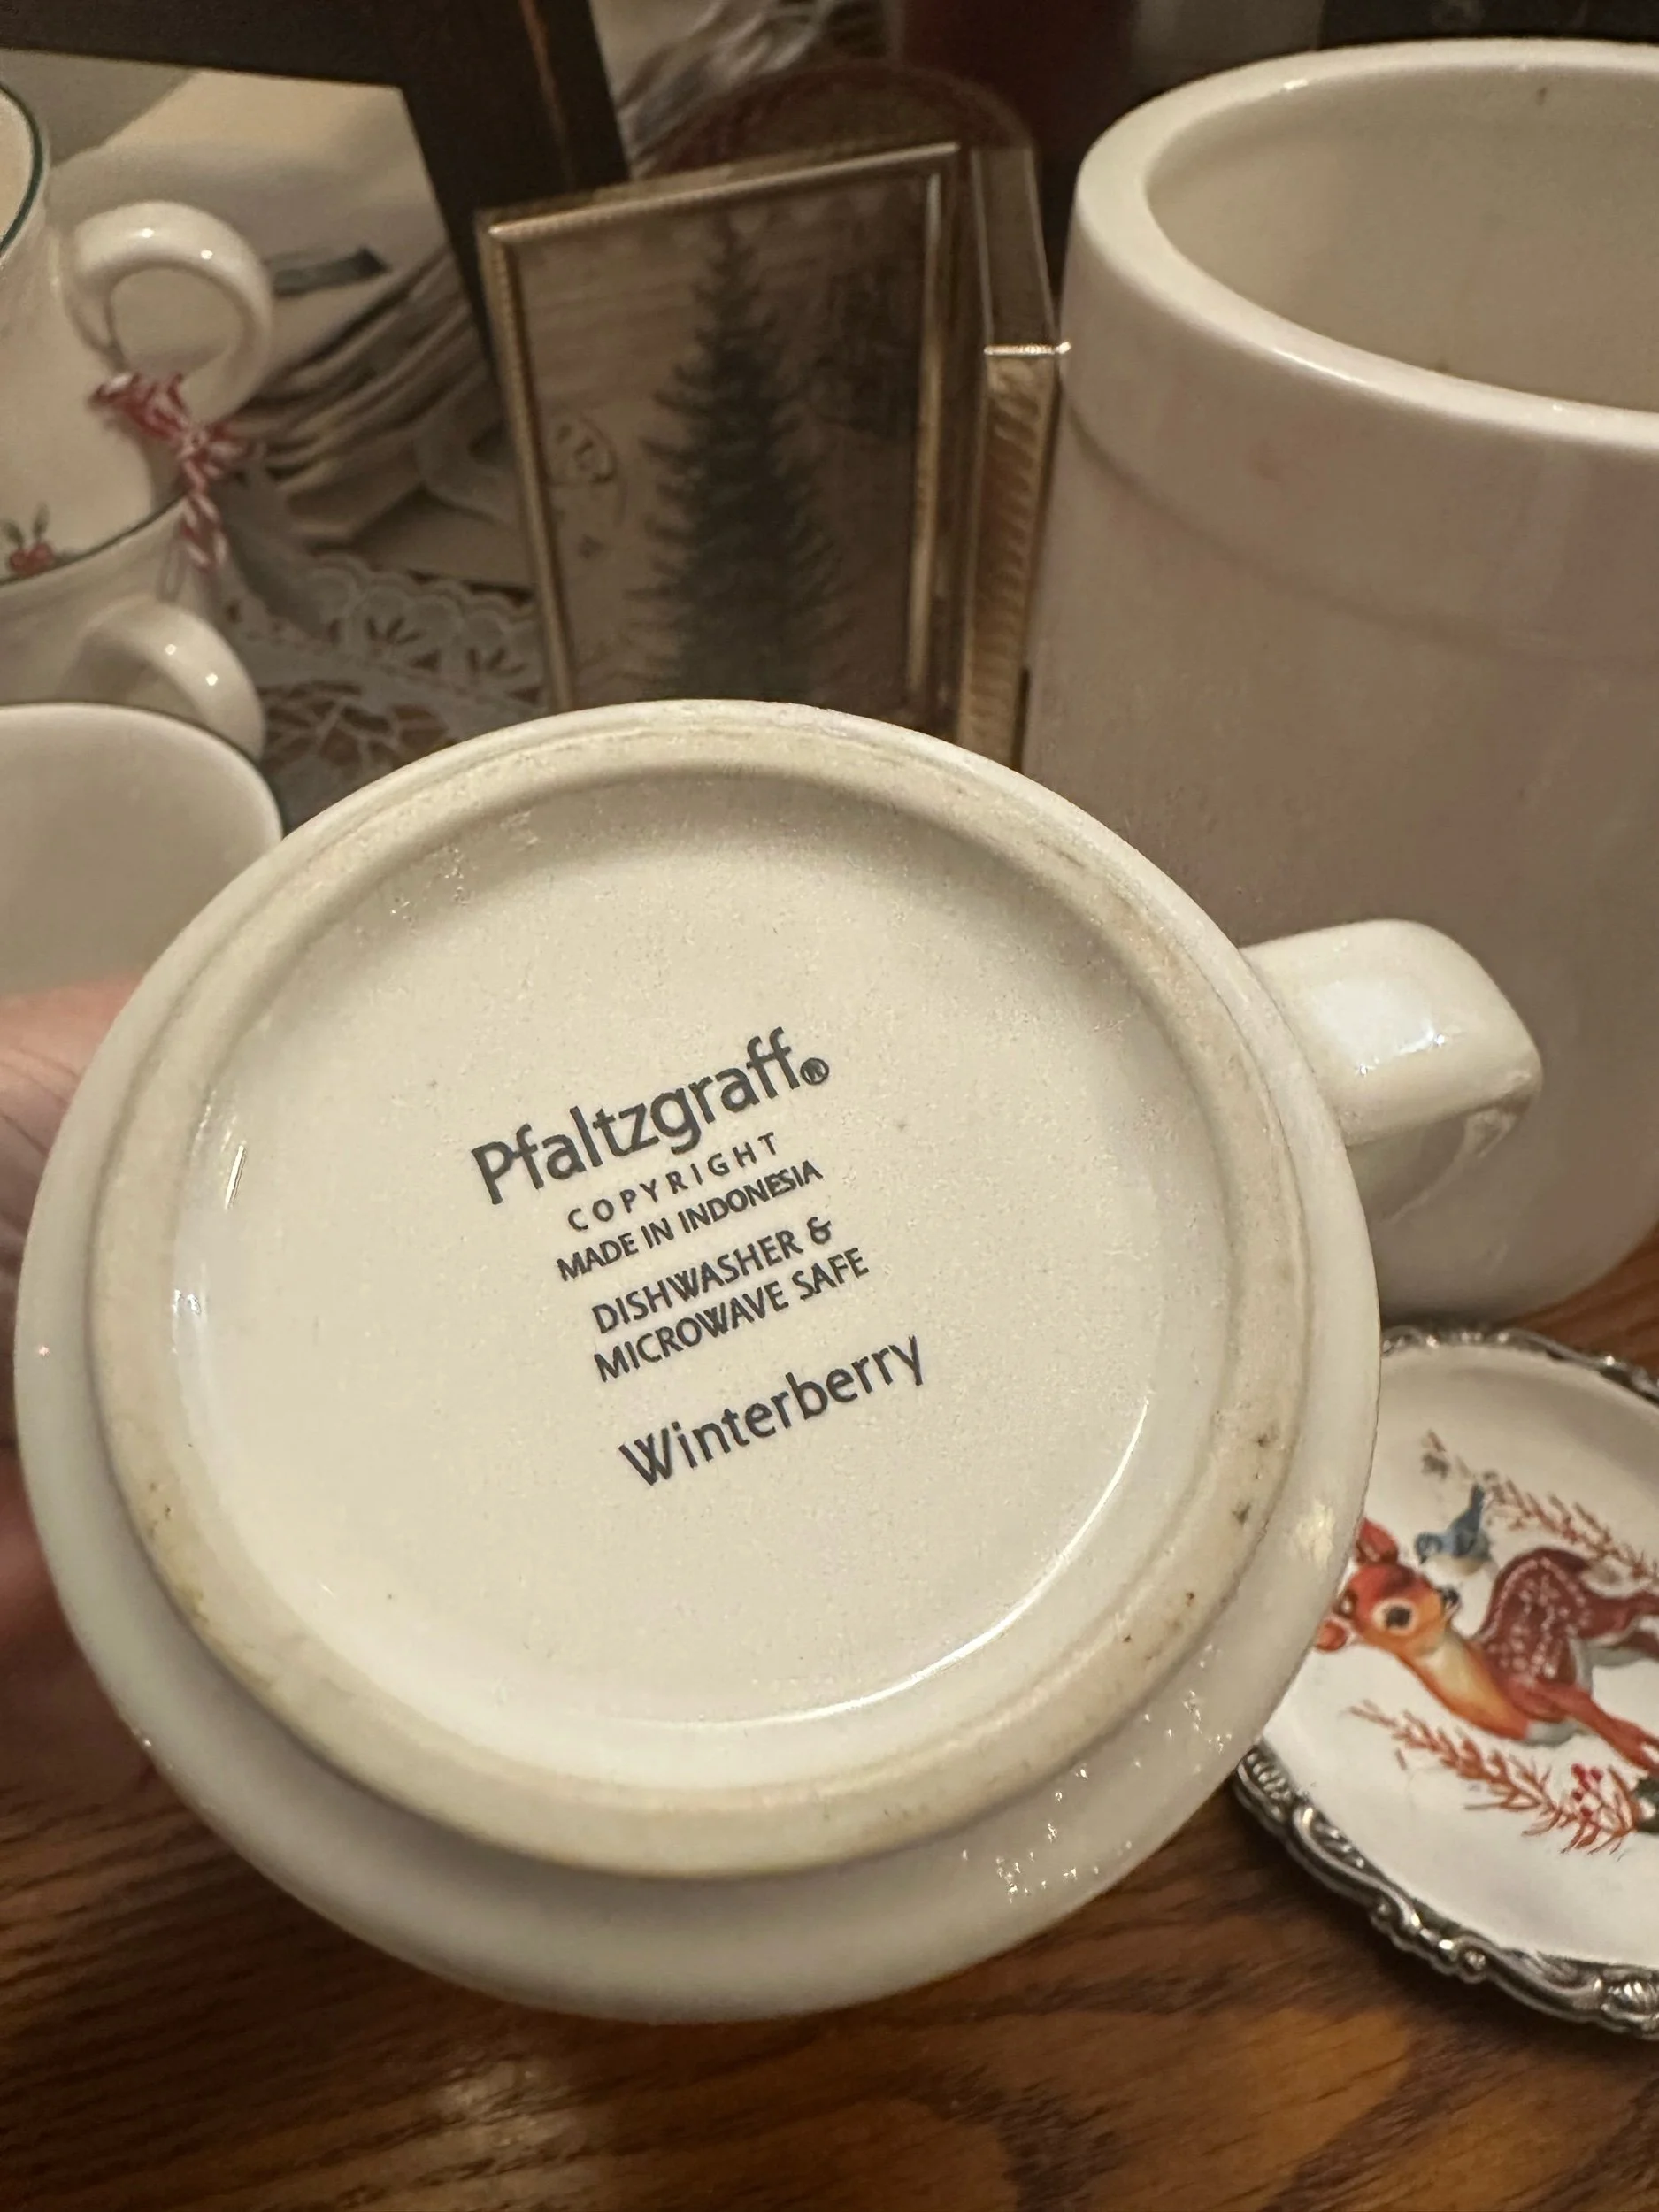 Pfaltzgraff®
COPYRIGHT
MADE IN INDONESIA
DISHWASHER &
MICROWAVE SAFE
Winterberry